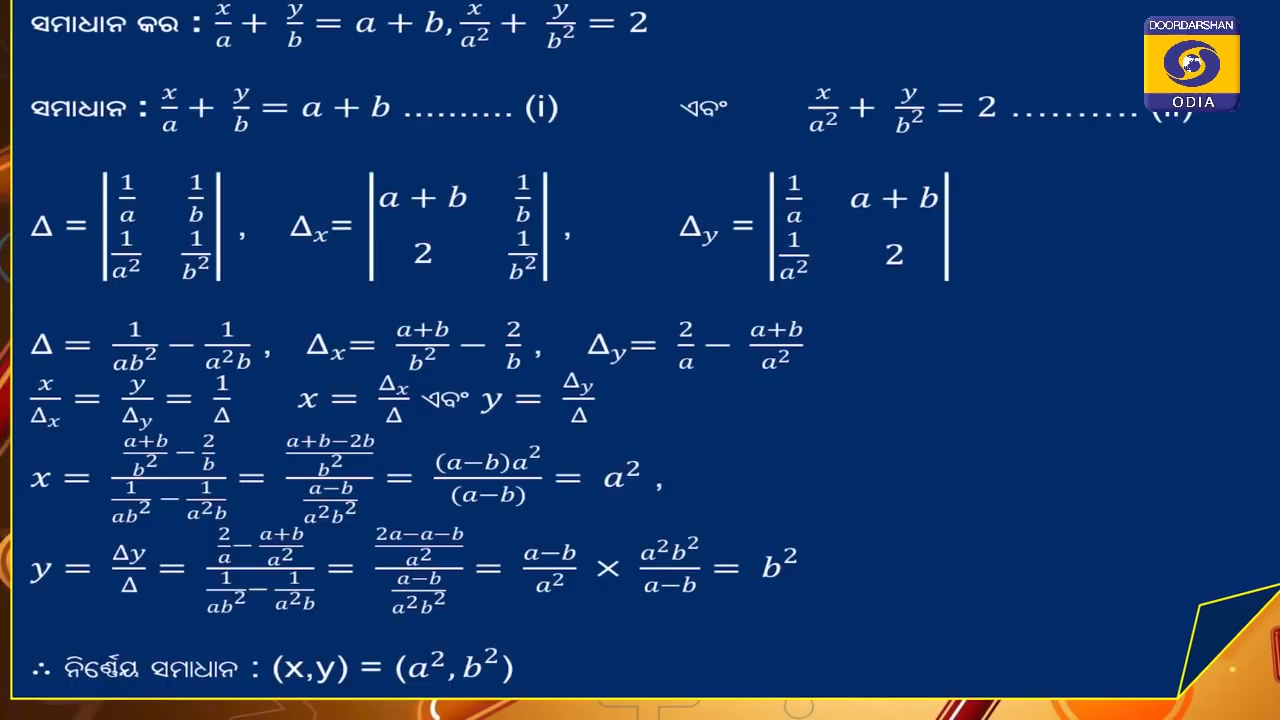 ସମାଧାନ କର : x/a + y/b = a + b, x/a² + y/b² = 2
DOORDARSHAN
ODIA
ସମାଧାନ : x/a + y/b = a + b .......... (i) ଏବଂ x/a² + y/b² = 2 ..........
Δ = |1/a 1/b; 1/a² 1/b²| , Δₓ= |a + b 1/b; 2 1/b²| , Δy = |1/a a + b; 1/a² 2|
Δ = 1/ab² − 1/a²b , Δₓ= a+b/b² − 2/b , Δy= 2/a − a+b/a²
x/Δₓ = y/Δy = 1/Δ x = Δₓ/Δ ଏବଂ y = Δy/Δ
x = (a+b/b² − 2/b)/(1/ab² − 1/a²b) = (a+b−2b/b²)/(a−b/a²b²) = (a−b)a²/(a−b) = a² ,
y = Δy/Δ = (2/a − a+b/a²)/(1/ab² − 1/a²b) = (2a−a−b/a²)/(a−b/a²b²) = a−b/a² × a²b²/a−b = b²
∴ ନିର୍ଣ୍ଣେୟ ସମାଧାନ : (x,y) = (a², b²)